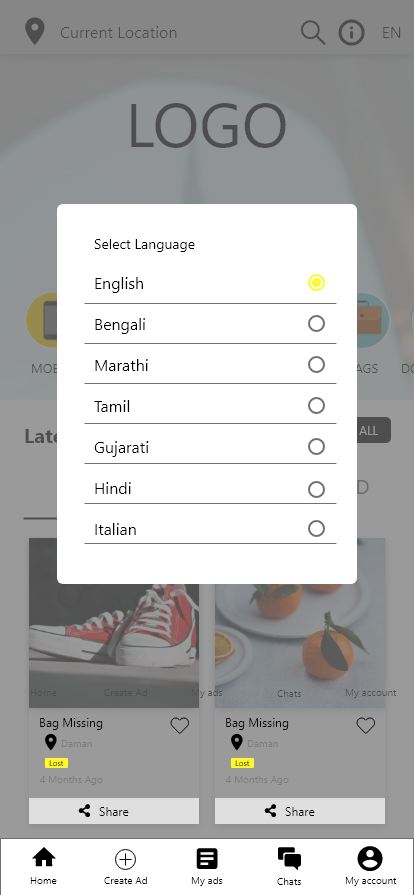 Current Location
EN
LOGO
Select Language
English
Bengali
Marathi
Tamil
Gujarati
Hindi
Italian
MOB
AGS
DO
Late
ALL
D
Home
Create Ad
My ads
Chats
My account
Bag Missing
Daman
Lost
4 Months Ago
Share
Bag Missing
Daman
Lost
4 Months Ago
Share
Home
Create Ad
My ads
Chats
My account